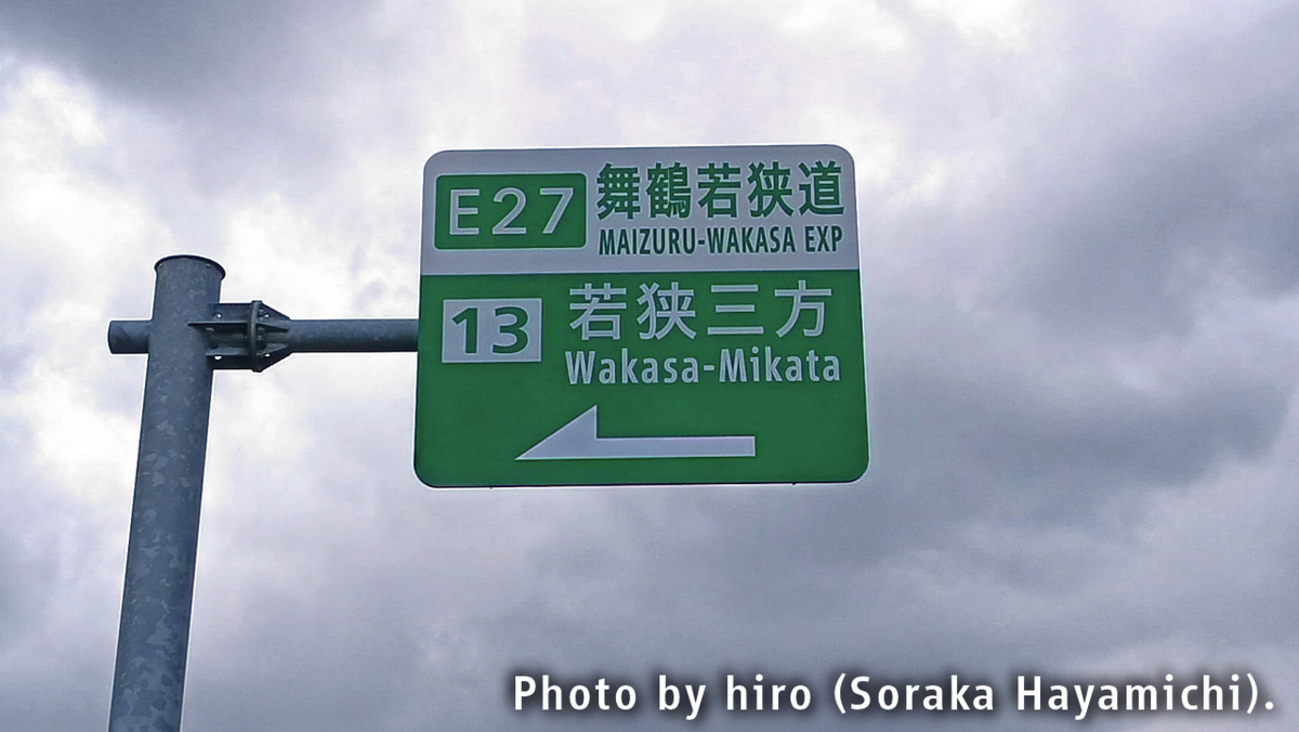 E27 舞鶴若狭道
MAIZURU-WAKASA EXP
13 若狭三方
Wakasa-Mikata
Photo by hiro (Soraka Hayamichi).